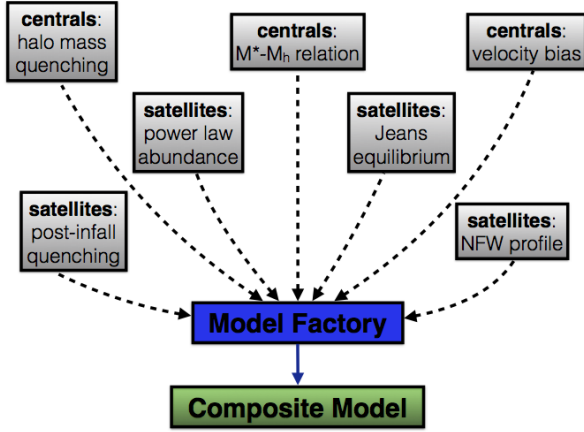 centrals:
halo mass
quenching
centrals:
M*-Mh relation
centrals:
velocity bias
satellites:
power law
abundance
satellites:
Jeans
equilibrium
satellites:
post-infall
quenching
satellites:
NFW profile
Model Factory
Composite Model